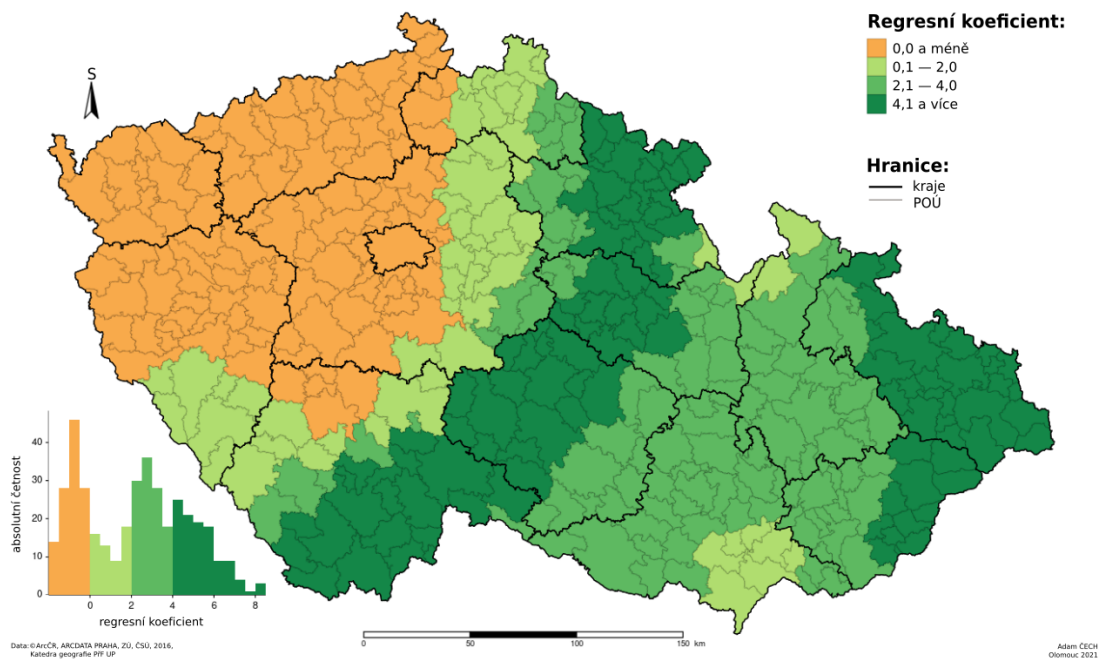 Regresní koeficient:
0,0 a méně
0,1 — 2,0
2,1 — 4,0
4,1 a více
S
Hranice:
kraje
POÚ
absolutní četnost
40
30
20
10
0
0 2 4 6 8
regresní koeficient
0 50 100 150 km
Data: ©ArcČR, ARCDATA PRAHA, ZÚ, ČSÚ, 2016,
Katedra geografie PřF UP
Adam ČECH
Olomouc 2021